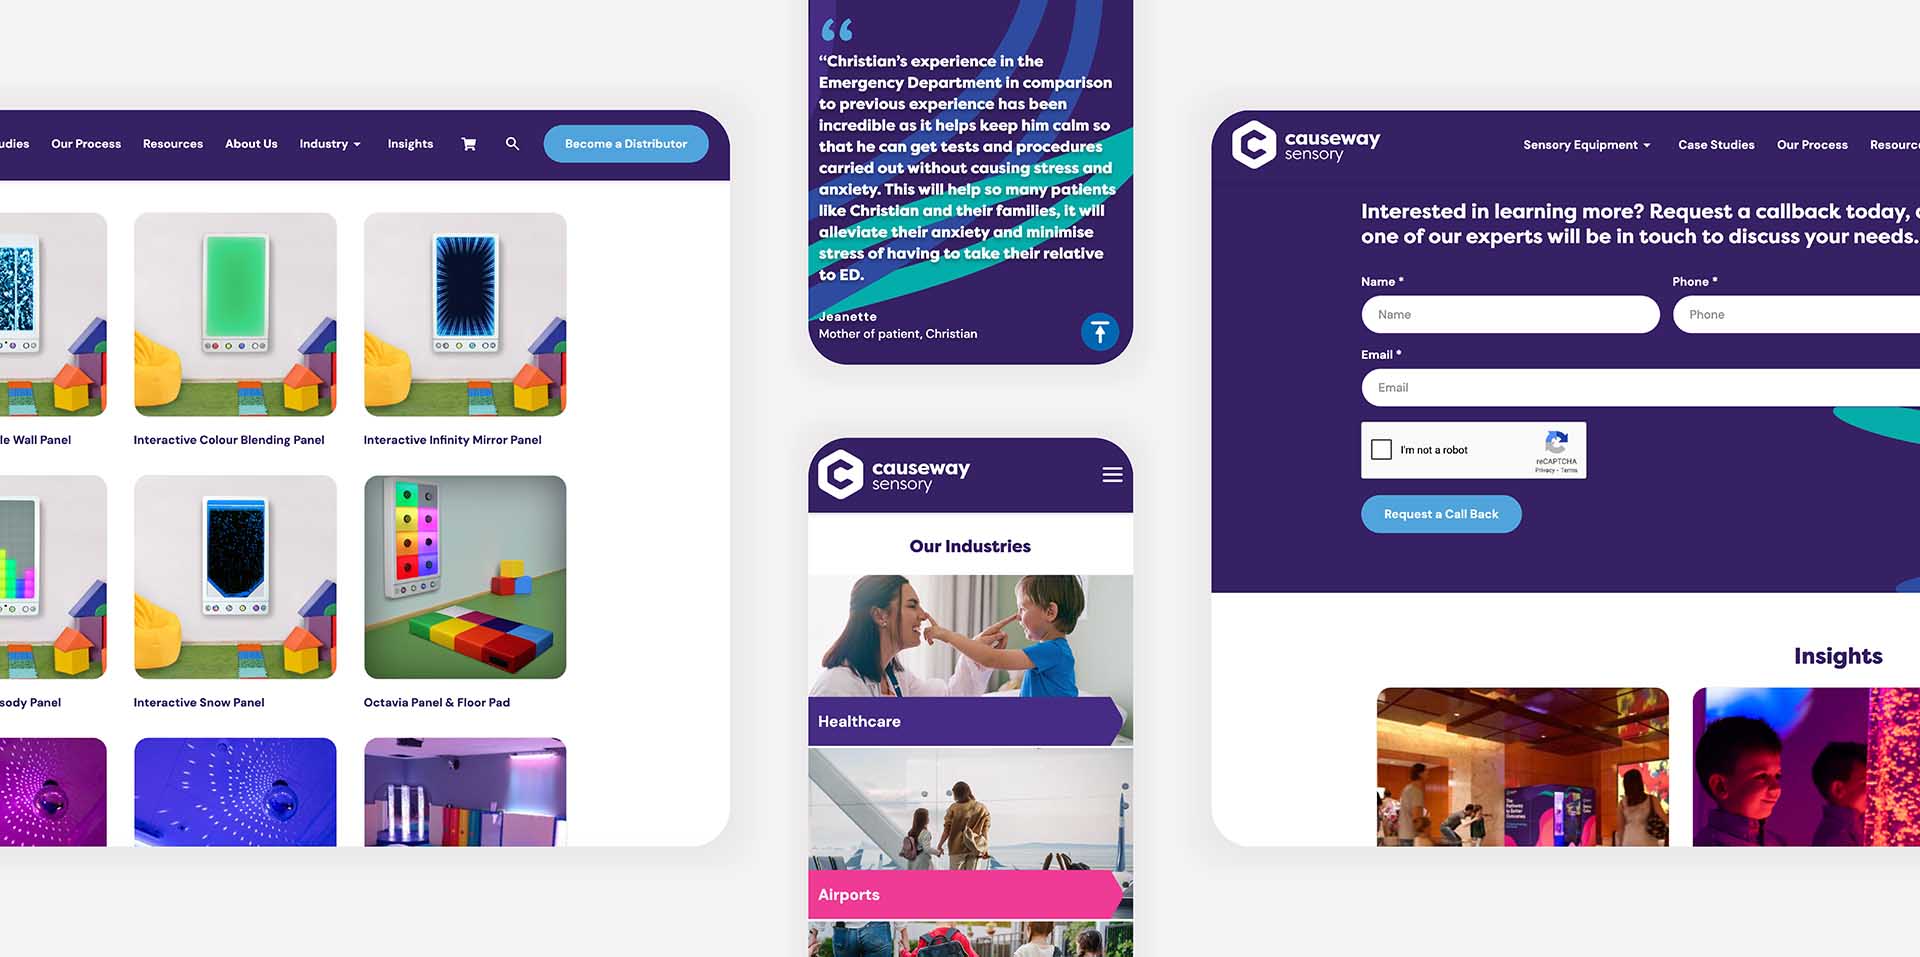 Our Process
Resources
About Us
Industry
Insights
Become a Distributor
Wall Panel
Interactive Colour Blending Panel
Interactive Infinity Mirror Panel
Panel
Interactive Snow Panel
Octavia Panel & Floor Pad
“
“Christian’s experience in the
Emergency Department in comparison
to previous experience has been
incredible as it helps keep him calm so
that he can get tests and procedures
carried out without causing stress and
anxiety. This will help so many patients
like Christian and their families, it will
alleviate their anxiety and minimise
stress of having to take their relative
to ED.
Jeanette
Mother of patient, Christian
causeway
sensory
Our Industries
Healthcare
Airports
causeway
sensory
Sensory Equipment
Case Studies
Our Process
Interested in learning more? Request a callback today,
one of our experts will be in touch to discuss your needs.
Name *
Phone *
Name
Phone
Email *
Email
I'm not a robot
reCAPTCHA
Privacy - Terms
Request a Call Back
Insights